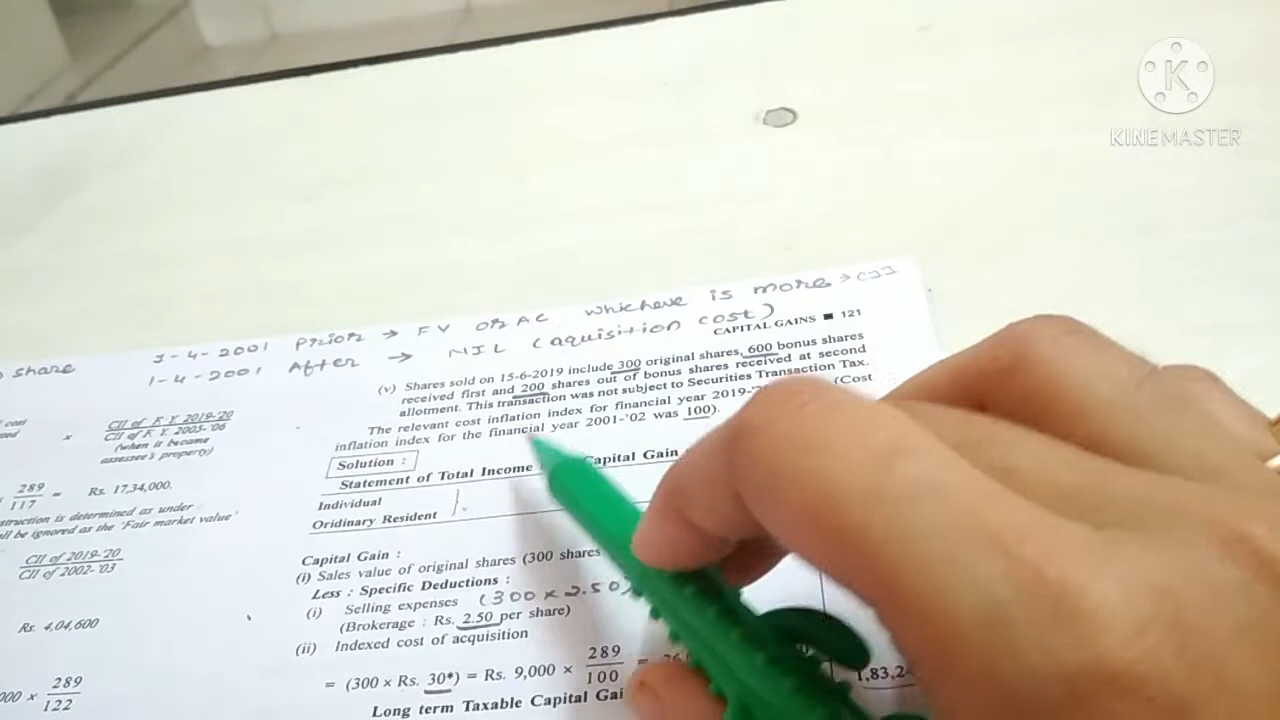 KINEMASTER
1-4-2001 Prior → FV or AC whicheve is more → CII
share 1-4-2001 After → NIL (aquisition cost)
CAPITAL GAINS ■ 121
(v) Shares sold on 15-6-2019 include 300 original shares, 600 bonus shares
received first and 200 shares out of bonus shares received at second
allotment. This transaction was not subject to Securities Transaction Tax.
The relevant cost inflation index for financial year 2019-'20 (Cost
inflation index for the financial year 2001-'02 was 100).
Solution :
Statement of Total Income Capital Gain
Individual
Oridinary Resident
Capital Gain :
(i) Sales value of original shares (300 shares
Less : Specific Deductions :
(i) Selling expenses (300 × 2.50)
(Brokerage : Rs. 2.50 per share)
(ii) Indexed cost of acquisition
= (300 × Rs. 30*) = Rs. 9,000 × 289/100 =
1,83,2
Long term Taxable Capital Gai
cost × CII of F. Y. 2019-'20
CII of F. Y. 2005-'06
(when it became
assessee's property)
289/117 = Rs. 17,34,000.
struction is determined as under
ll be ignored as the 'Fair market value'
CII of 2019-'20
CII of 2002-'03
Rs. 4,04,600
000 × 289/122